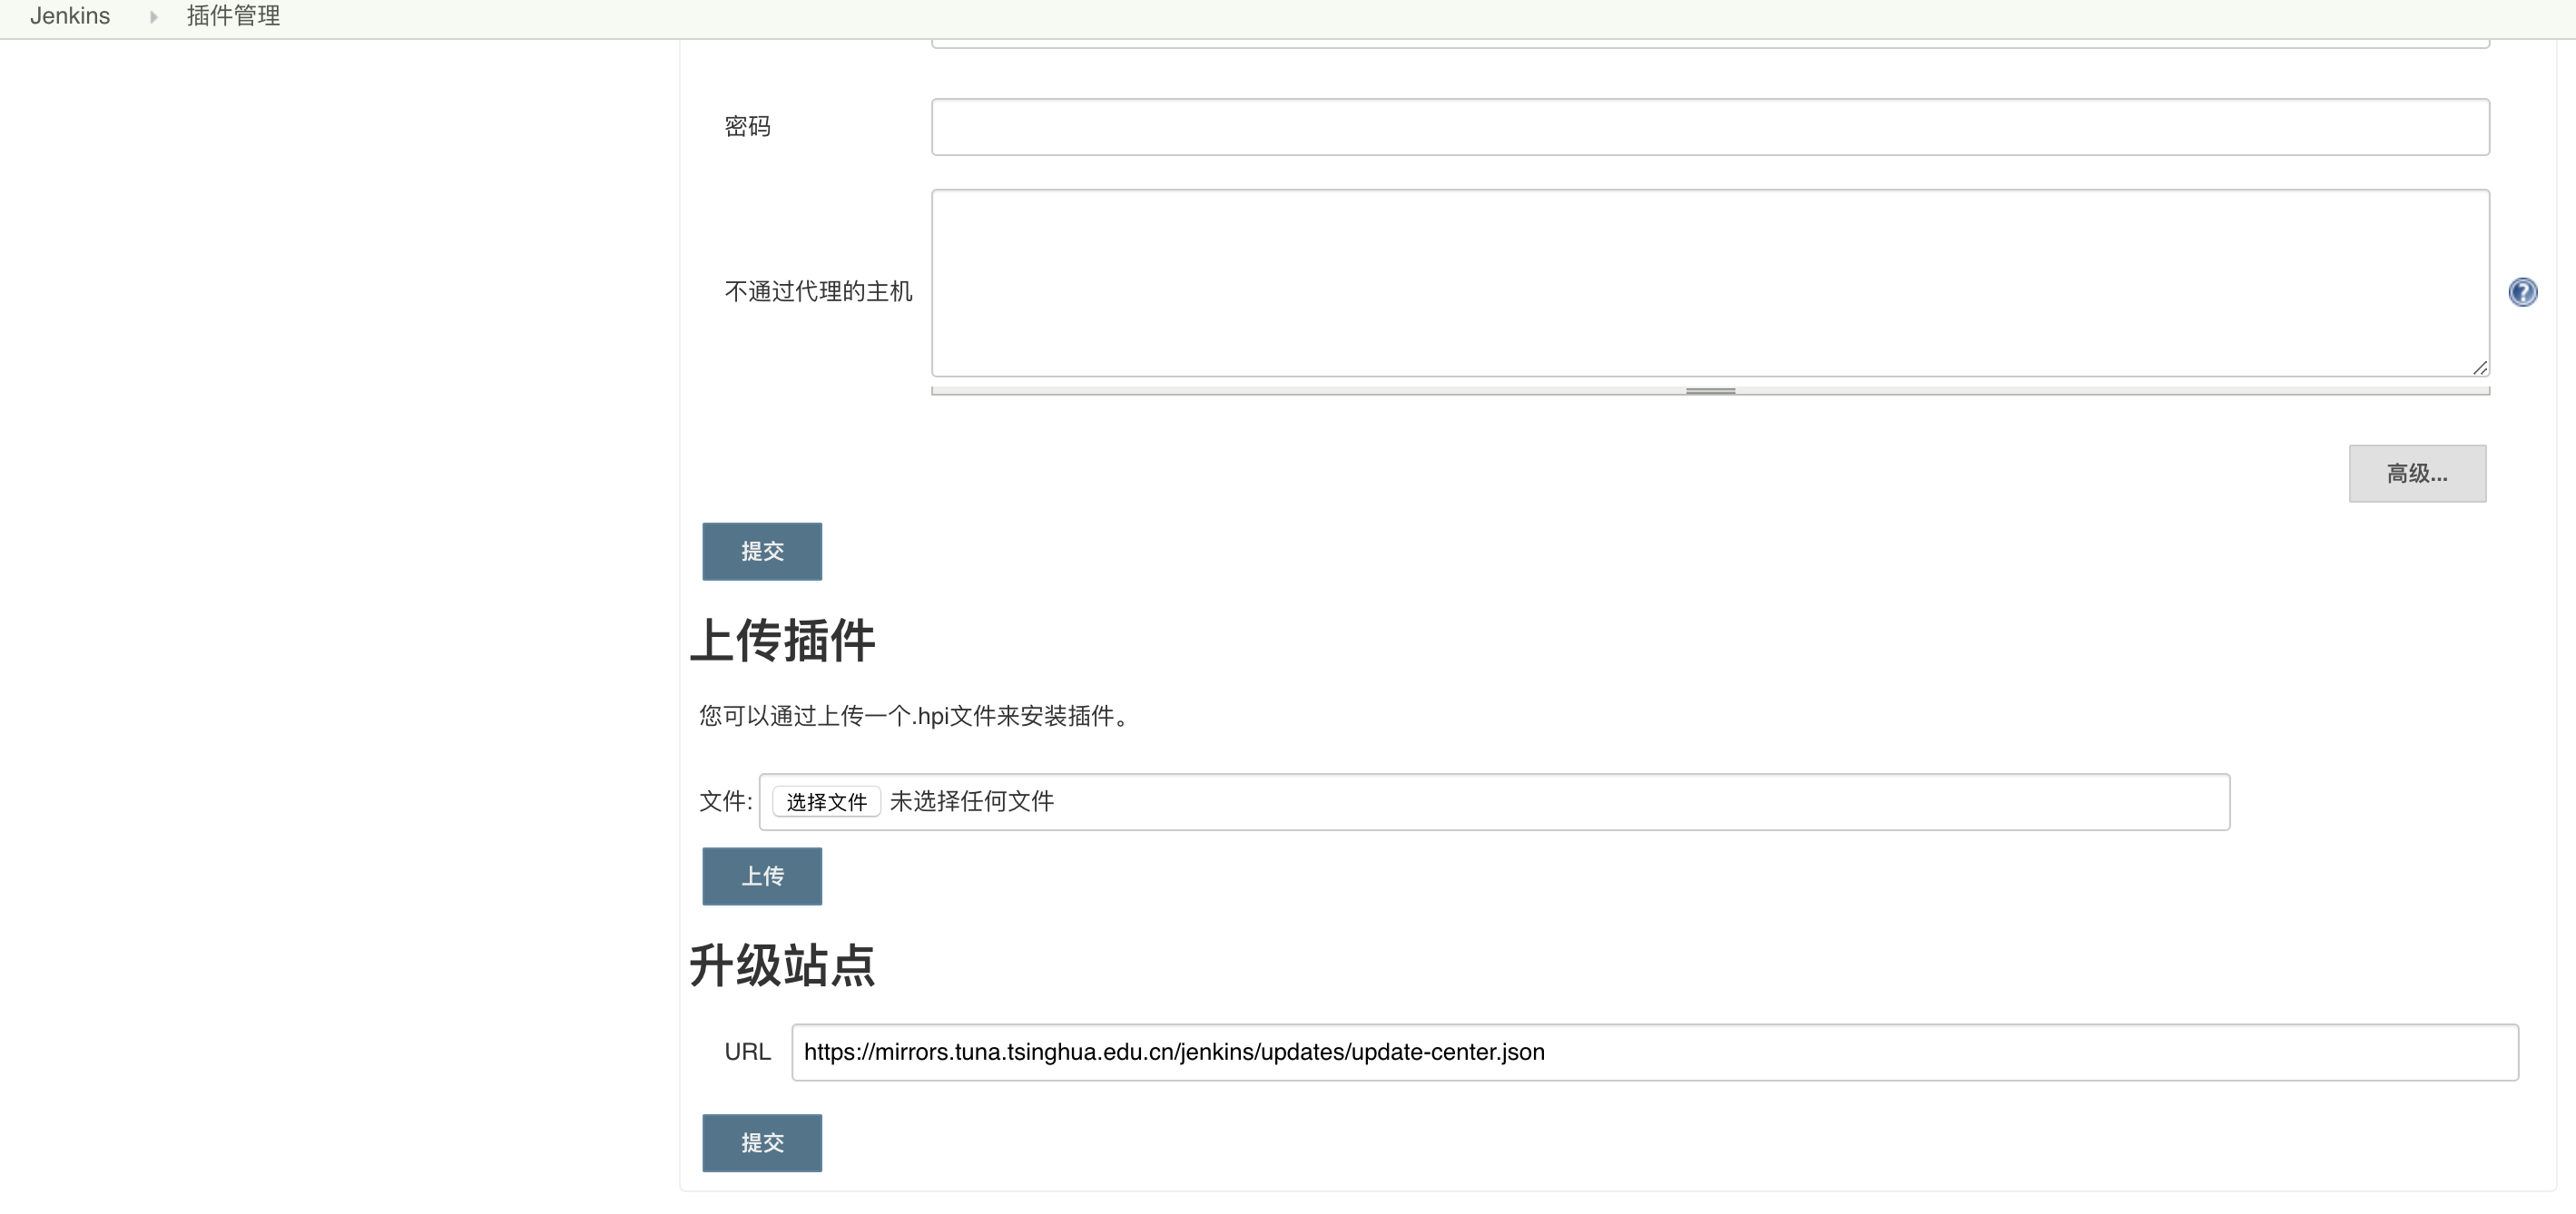 Jenkins 插件管理
密码
不通过代理的主机
高级...
提交
上传插件
您可以通过上传一个.hpi文件来安装插件。
文件: 选择文件 未选择任何文件
上传
升级站点
URL https://mirrors.tuna.tsinghua.edu.cn/jenkins/updates/update-center.json
提交